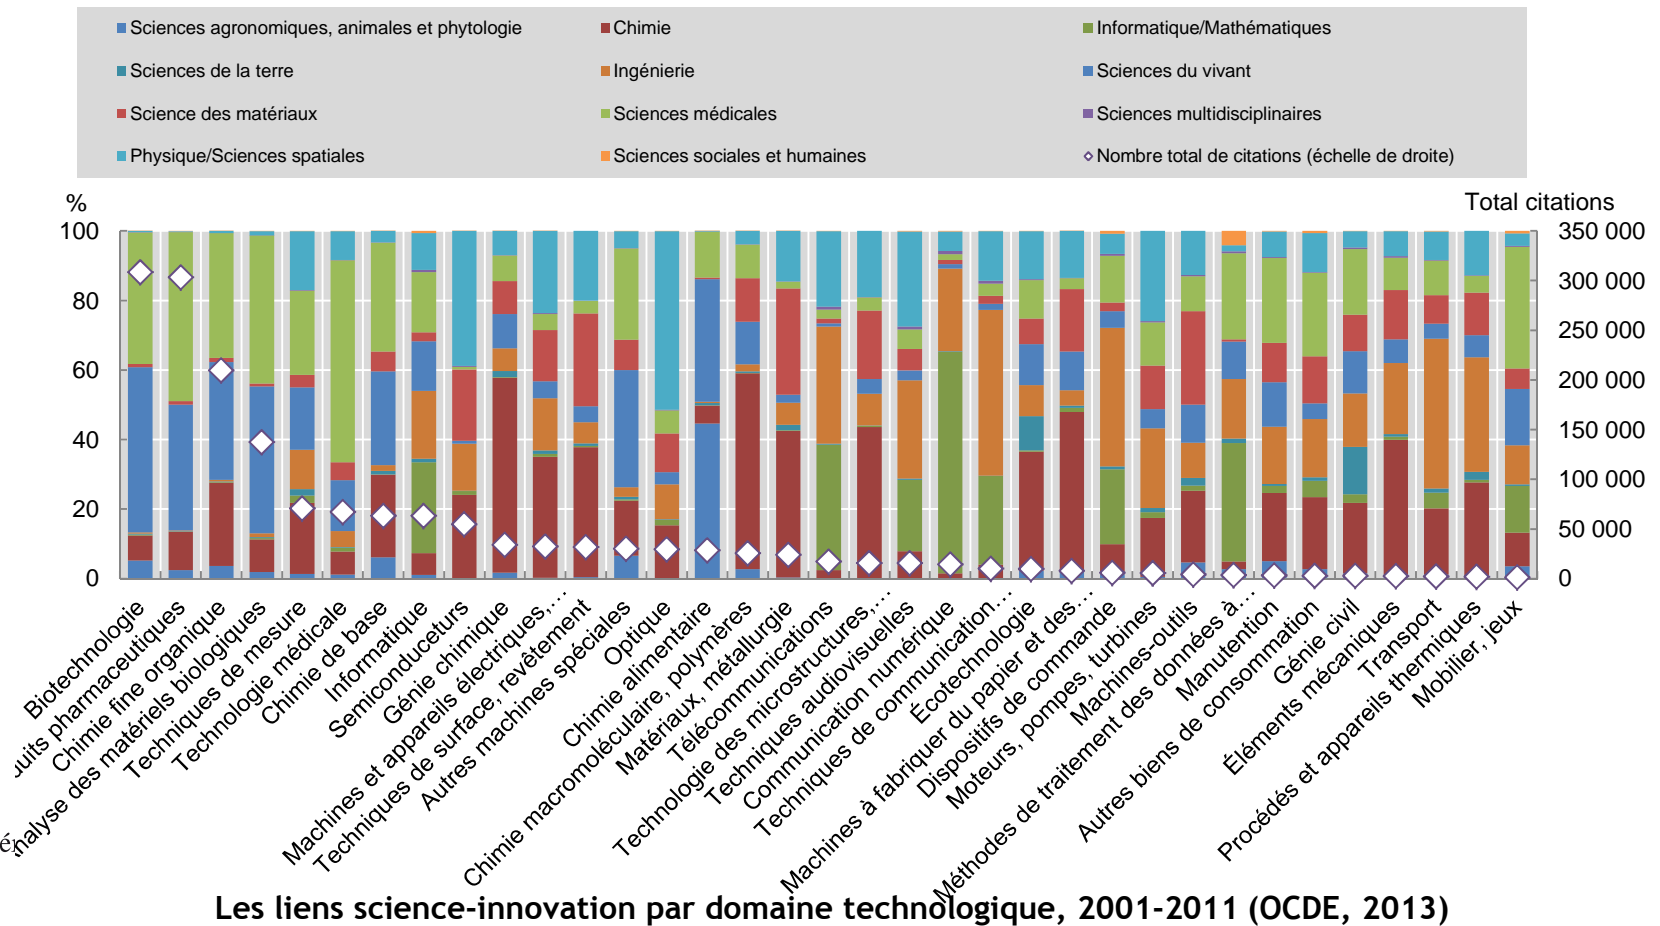 Sciences agronomiques, animales et phytologie
Chimie
Informatique/Mathématiques
Sciences de la terre
Ingénierie
Sciences du vivant
Science des matériaux
Sciences médicales
Sciences multidisciplinaires
Physique/Sciences spatiales
Sciences sociales et humaines
Nombre total de citations (échelle de droite)
%
Total citations
100
80
60
40
20
0
350 000
300 000
250 000
200 000
150 000
100 000
50 000
0
Biotechnologie
uits pharmaceutiques
Chimie fine organique
nalyse des matériels biologiques
Techniques de mesure
Technologie médicale
Chimie de base
Informatique
Semiconducteurs
Génie chimique
Machines et appareils électriques,…
Techniques de surface, revêtement
Autres machines spéciales
Optique
Chimie alimentaire
Chimie macromoléculaire, polymères
Matériaux, métallurgie
Télécommunications
Technologie des microstructures,…
Techniques audiovisuelles
Communication numérique
Techniques de communication…
Écotechnologie
Machines à fabriquer du papier et des…
Dispositifs de commande
Moteurs, pompes, turbines
Machines-outils
Méthodes de traitement des données à…
Manutention
Autres biens de consommation
Génie civil
Éléments mécaniques
Transport
Procédés et appareils thermiques
Mobilier, jeux
Les liens science-innovation par domaine technologique, 2001-2011 (OCDE, 2013)